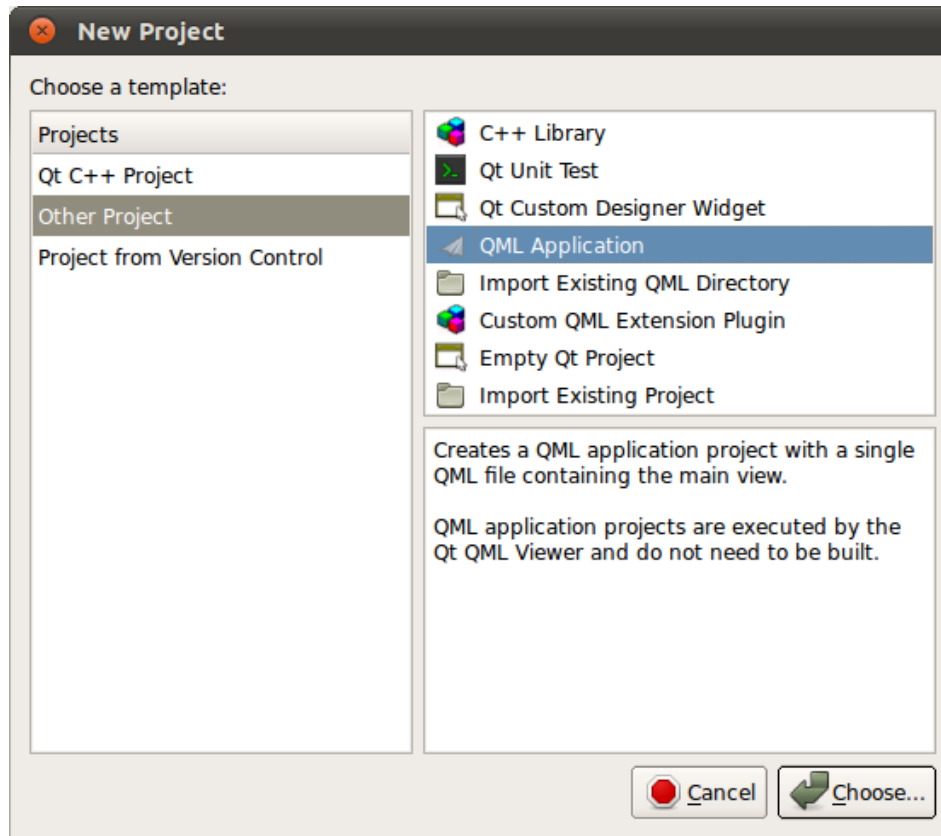 New Project
Choose a template:
Projects
Qt C++ Project
Other Project
Project from Version Control
C++ Library
Qt Unit Test
Qt Custom Designer Widget
QML Application
Import Existing QML Directory
Custom QML Extension Plugin
Empty Qt Project
Import Existing Project
Creates a QML application project with a single
QML file containing the main view.
QML application projects are executed by the
Qt QML Viewer and do not need to be built.
Cancel
Choose...